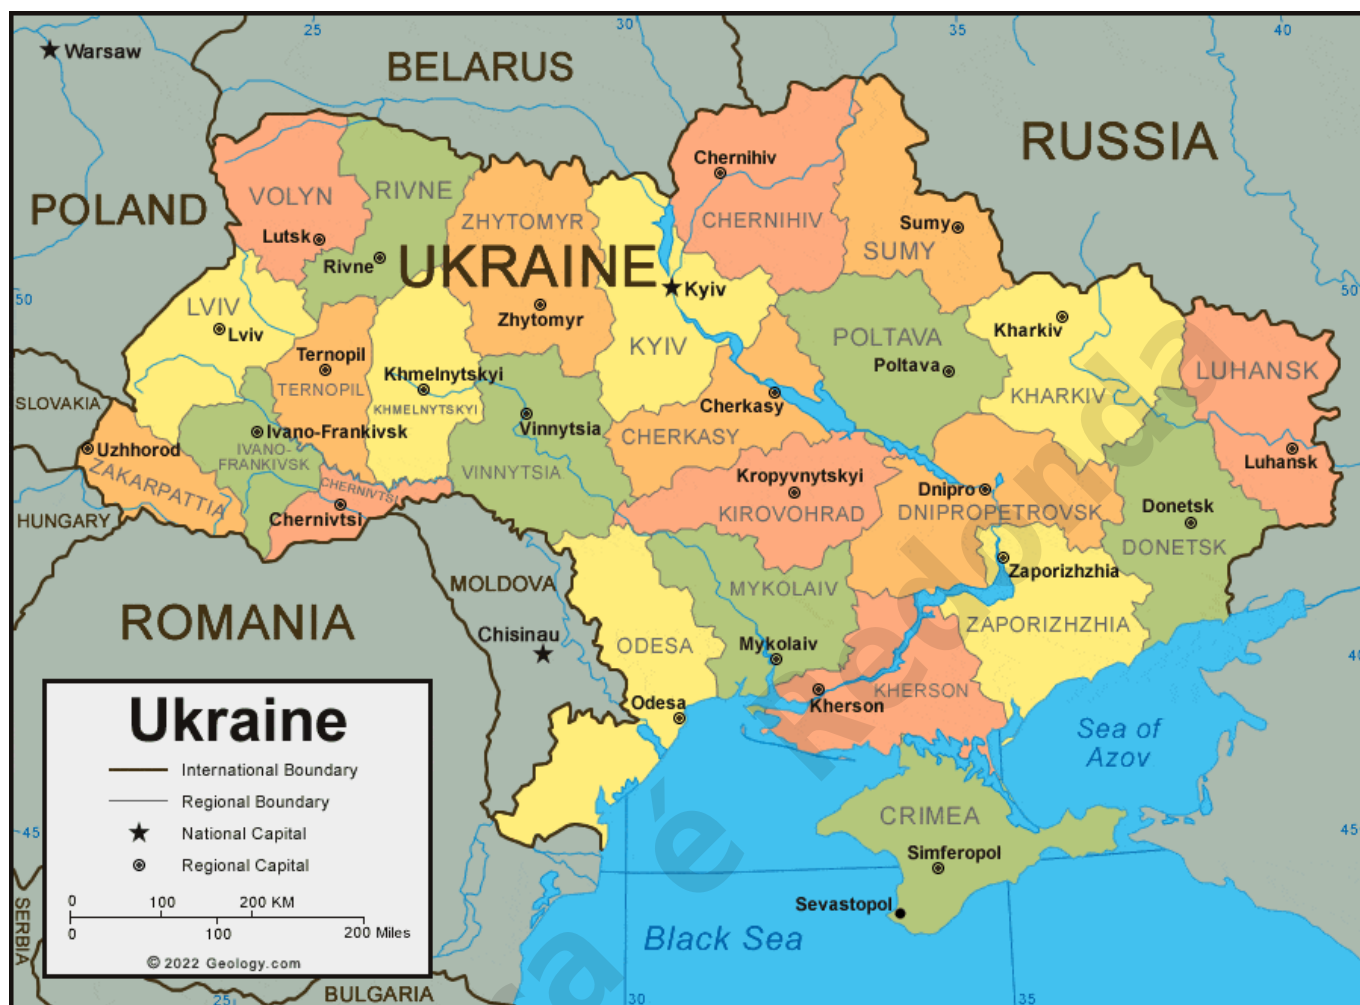 25
30
35
40
Warsaw
BELARUS
RUSSIA
POLAND
Chernihiv
VOLYN
RIVNE
ZHYTOMYR
CHERNIHIV
Lutsk
Sumy
SUMY
Rivne
UKRAINE
50
50
LVIV
Kyiv
Lviv
Zhytomyr
KYIV
POLTAVA
Kharkiv
Ternopil
Poltava
LUHANSK
TERNOPIL
Khmelnytskyi
KHMELNYTSKYI
KHARKIV
SLOVAKIA
Cherkasy
Ivano-Frankivsk
Vinnytsia
CHERKASY
Uzhhorod
IVANO-
FRANKIVSK
Luhansk
ZAKARPATTIA
VINNYTSIA
Kropyvnytskyi
CHERNIVTSI
Dnipro
HUNGARY
Chernivtsi
KIROVOHRAD
DNIPROPETROVSK
Donetsk
DONETSK
MOLDOVA
MYKOLAIV
Zaporizhzhia
ROMANIA
Chisinau
ODESA
Mykolaiv
ZAPORIZHZHIA
40
KHERSON
Odesa
Kherson
Sea of
Azov
Ukraine
International Boundary
Regional Boundary
National Capital
Regional Capital
0 100 200 KM
0 100 200 Miles
© 2022 Geology.com
45
45
CRIMEA
Simferopol
Sevastopol
Black Sea
SERBIA
BULGARIA
25
30
35
é Redonda